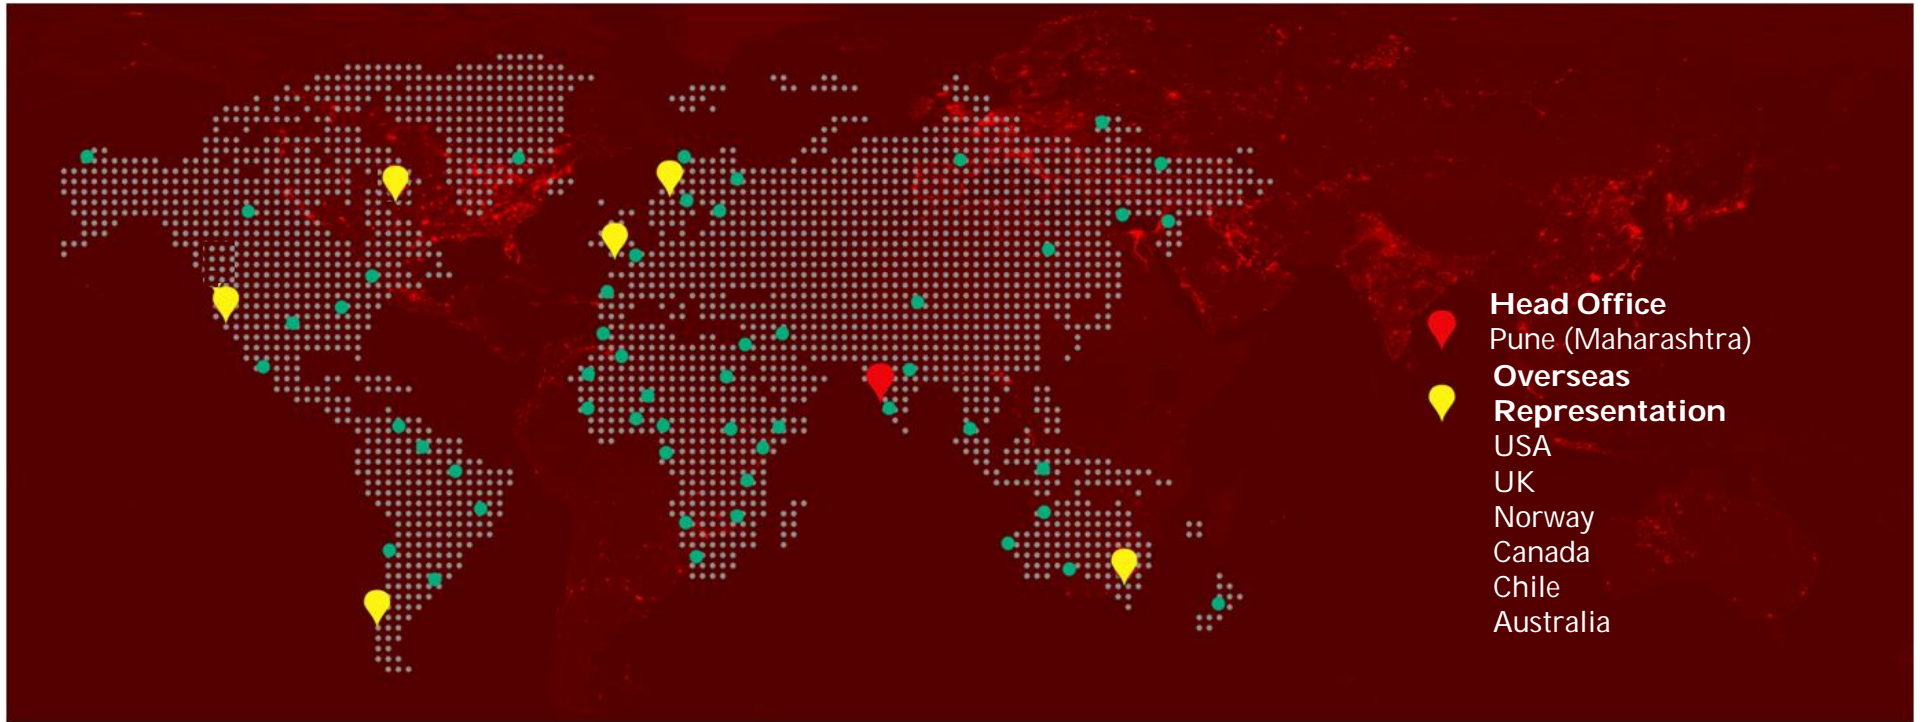 Head Office
Pune (Maharashtra)
Overseas
Representation
USA
UK
Norway
Canada
Chile
Australia